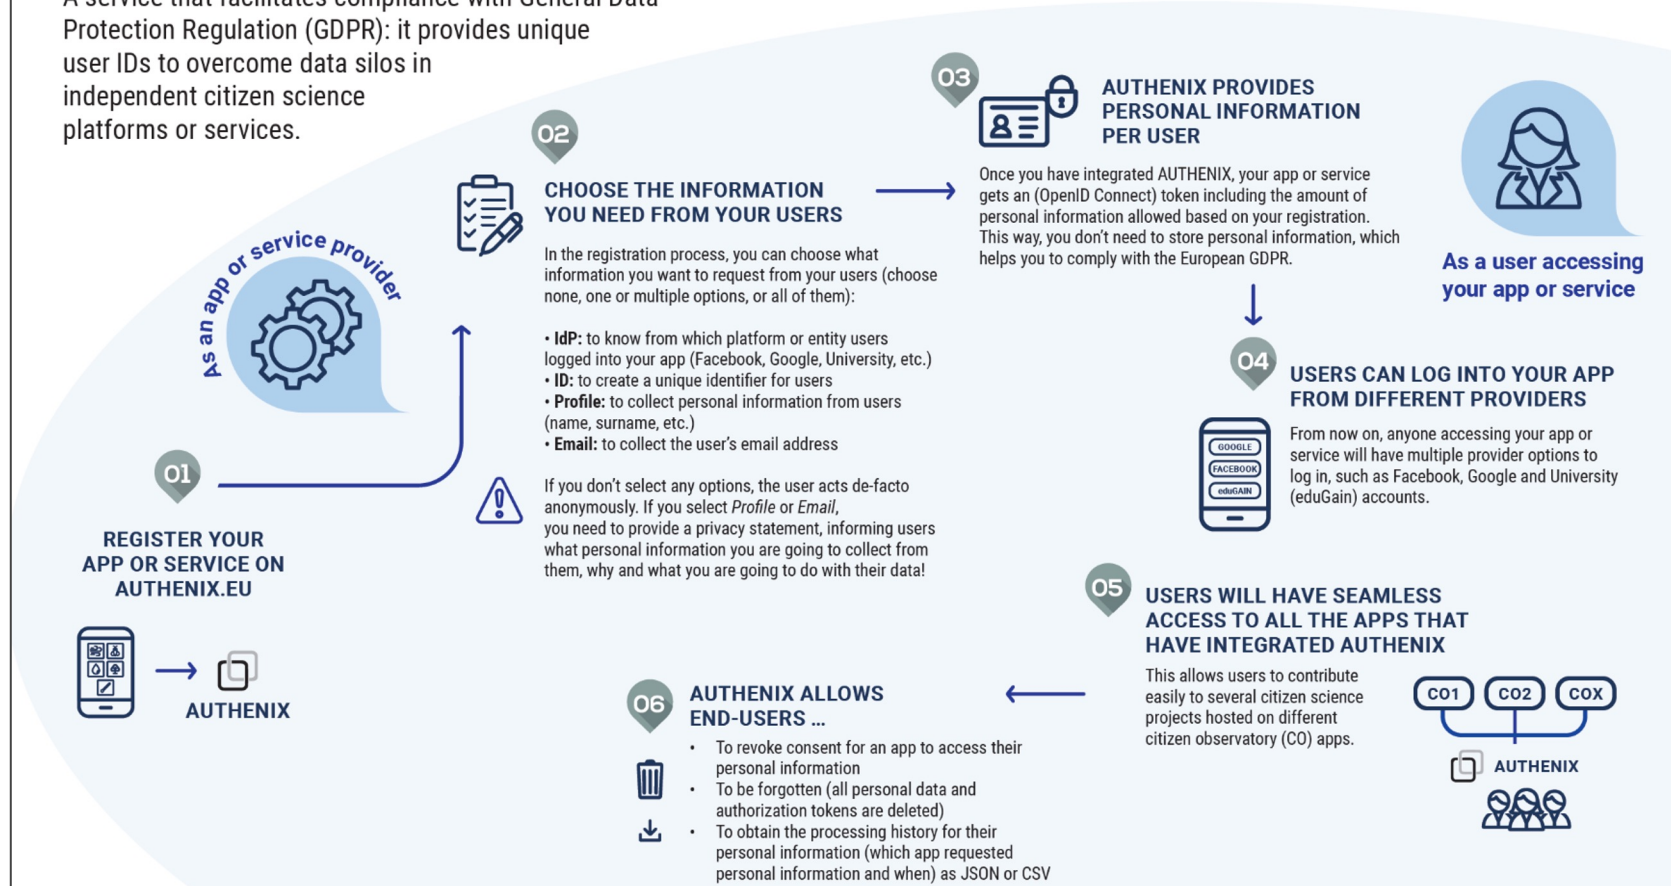 A service that facilitates compliance with General Data
Protection Regulation (GDPR): it provides unique
user IDs to overcome data silos in
independent citizen science
platforms or services.
As an app or service provider
01
REGISTER YOUR
APP OR SERVICE ON
AUTHENIX.EU
AUTHENIX
02
CHOOSE THE INFORMATION
YOU NEED FROM YOUR USERS
In the registration process, you can choose what
information you want to request from your users (choose
none, one or multiple options, or all of them):
• IdP: to know from which platform or entity users
logged into your app (Facebook, Google, University, etc.)
• ID: to create a unique identifier for users
• Profile: to collect personal information from users
(name, surname, etc.)
• Email: to collect the user's email address
If you don't select any options, the user acts de-facto
anonymously. If you select Profile or Email,
you need to provide a privacy statement, informing users
what personal information you are going to collect from
them, why and what you are going to do with their data!
03
AUTHENIX PROVIDES
PERSONAL INFORMATION
PER USER
Once you have integrated AUTHENIX, your app or service
gets an (OpenID Connect) token including the amount of
personal information allowed based on your registration.
This way, you don't need to store personal information, which
helps you to comply with the European GDPR.
As a user accessing
your app or service
04
USERS CAN LOG INTO YOUR APP
FROM DIFFERENT PROVIDERS
GOOGLE
FACEBOOK
eduGAIN
From now on, anyone accessing your app or
service will have multiple provider options to
log in, such as Facebook, Google and University
(eduGain) accounts.
05
USERS WILL HAVE SEAMLESS
ACCESS TO ALL THE APPS THAT
HAVE INTEGRATED AUTHENIX
This allows users to contribute
easily to several citizen science
projects hosted on different
citizen observatory (CO) apps.
CO1 CO2 COX
AUTHENIX
06
AUTHENIX ALLOWS
END-USERS ...
• To revoke consent for an app to access their
personal information
• To be forgotten (all personal data and
authorization tokens are deleted)
• To obtain the processing history for their
personal information (which app requested
personal information and when) as JSON or CSV